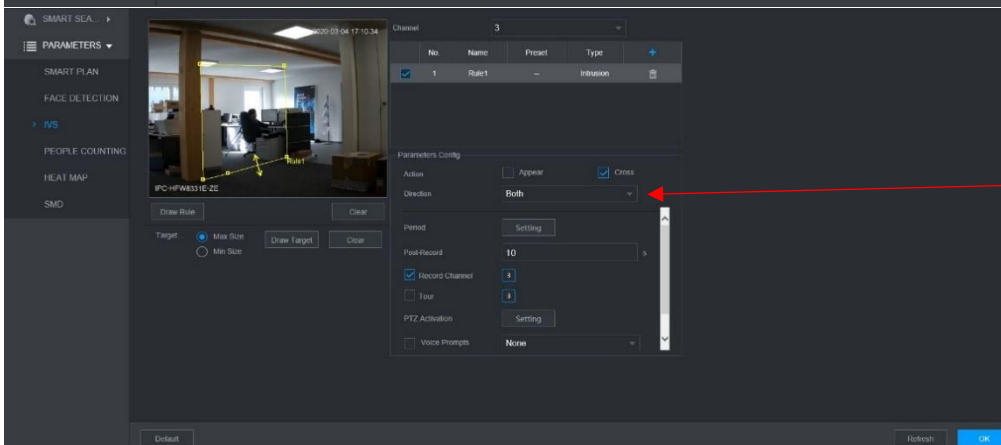 SMART SEA...
PARAMETERS
SMART PLAN
FACE DETECTION
IVS
PEOPLE COUNTING
HEAT MAP
SMD
2020-03-04 17:10:34
Rule1
IPC-HFW8331E-ZE
Draw Rule
Clear
Target...
Max Size
Min Size
Draw Target
Clear
Channel
3
No. Name Preset Type
1 Rule1 -- Intrusion
Parameters Config
Action Appear Cross
Direction Both
Period Setting
Post-Record 10 s
Record Channel 3
Tour 3
PTZ Activation Setting
Voice Prompts None
Default
Refresh
OK